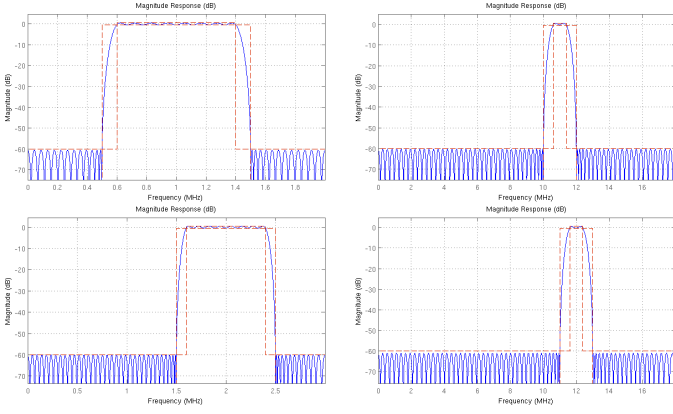 Magnitude Response (dB)
Magnitude (dB)
0
-10
-20
-30
-40
-50
-60
-70
0 0.2 0.4 0.6 0.8 1 1.2 1.4 1.6 1.8
Frequency (MHz)
Magnitude Response (dB)
Magnitude (dB)
0
-10
-20
-30
-40
-50
-60
-70
0 2 4 6 8 10 12 14 16
Frequency (MHz)
Magnitude Response (dB)
Magnitude (dB)
0
-10
-20
-30
-40
-50
-60
-70
0 0.5 1 1.5 2 2.5
Frequency (MHz)
Magnitude Response (dB)
Magnitude (dB)
0
-10
-20
-30
-40
-50
-60
-70
0 2 4 6 8 10 12 14 16
Frequency (MHz)